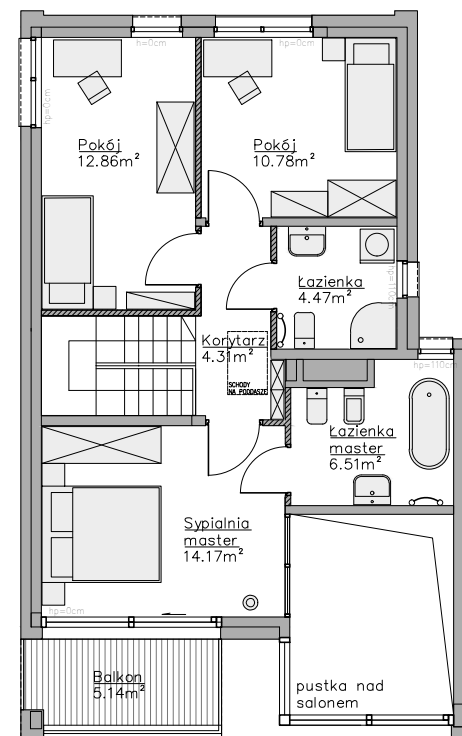 h=0cm
hp=0cm
hp=0cm
Pokój
12.86m²
Pokój
10.78m²
Łazienka
4.47m²
hp=110cm
Korytarz
4.31m²
SCHODY
NA PODDASZE
hp=110cm
Łazienka
master
6.51m²
Sypialnia
master
14.17m²
hp=0cm
Balkon
5.14m²
pustka nad
salonem